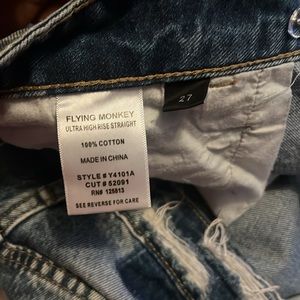 FLYING MONKEY
ULTRA HIGH RISE STRAIGHT
100% COTTON
MADE IN CHINA
STYLE # Y4101A
CUT # 52091
RN# 125813
SEE REVERSE FOR CARE
27